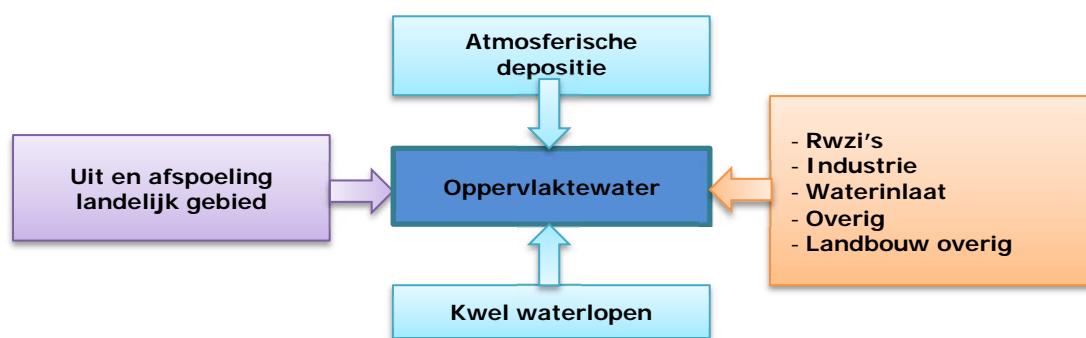 Atmosferische
depositie
Uit en afspoeling
landelijk gebied
Oppervlaktewater
- Rwzi's
- Industrie
- Waterinlaat
- Overig
- Landbouw overig
Kwel waterlopen